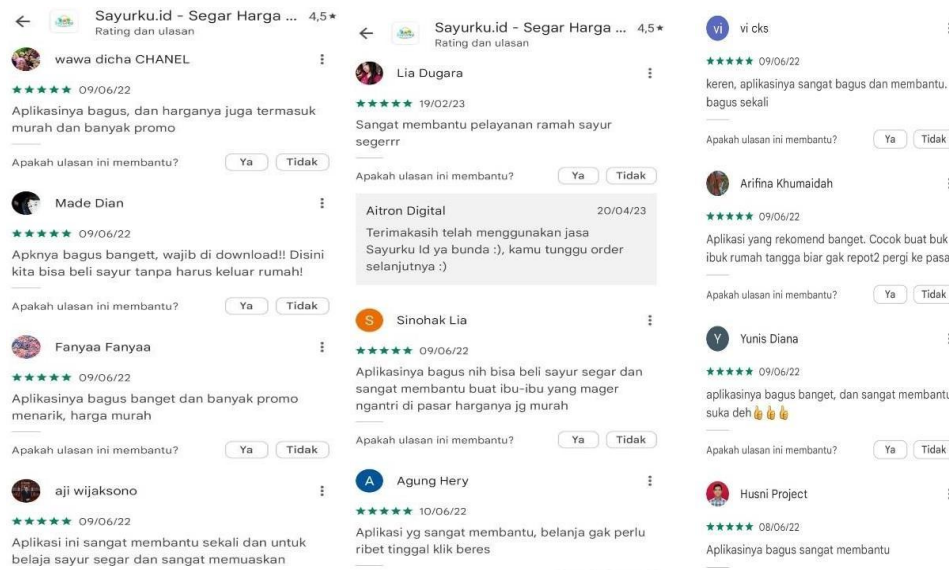 Sayurku.id - Segar Harga ... 4,5★
Rating dan ulasan
wawa dicha CHANEL
★★★★★ 09/06/22
Aplikasinya bagus, dan harganya juga termasuk
murah dan banyak promo
Apakah ulasan ini membantu? Ya Tidak
Made Dian
★★★★★ 09/06/22
Apknya bagus bangett, wajib di download!! Disini
kita bisa beli sayur tanpa harus keluar rumah!
Apakah ulasan ini membantu? Ya Tidak
Fanyaa Fanyaa
★★★★★ 09/06/22
Aplikasinya bagus banget dan banyak promo
menarik, harga murah
Apakah ulasan ini membantu? Ya Tidak
aji wijaksono
★★★★★ 09/06/22
Aplikasi ini sangat membantu sekali dan untuk
belaja sayur segar dan sangat memuaskan
Sayurku.id - Segar Harga ... 4,5★
Rating dan ulasan
Lia Dugara
★★★★★ 19/02/23
Sangat membantu pelayanan ramah sayur
segerrr
Apakah ulasan ini membantu? Ya Tidak
Aitron Digital 20/04/23
Terimakasih telah menggunakan jasa
Sayurku Id ya bunda :), kamu tunggu order
selanjutnya :)
S Sinohak Lia
★★★★★ 09/06/22
Aplikasinya bagus nih bisa beli sayur segar dan
sangat membantu buat ibu-ibu yang mager
ngantri di pasar harganya jg murah
Apakah ulasan ini membantu? Ya Tidak
A Agung Hery
★★★★★ 10/06/22
Aplikasi yg sangat membantu, belanja gak perlu
ribet tinggal klik beres
vi vi cks
★★★★★ 09/06/22
keren, aplikasinya sangat bagus dan membantu.
bagus sekali
Apakah ulasan ini membantu? Ya Tidak
Arifina Khumaidah
★★★★★ 09/06/22
Aplikasi yang rekomend banget. Cocok buat buk
ibuk rumah tangga biar gak repot2 pergi ke pasa
Apakah ulasan ini membantu? Ya Tidak
Y Yunis Diana
★★★★★ 09/06/22
aplikasinya bagus banget, dan sangat membantu
suka deh👍👍👍
Apakah ulasan ini membantu? Ya Tidak
Husni Project
★★★★★ 08/06/22
Aplikasinya bagus sangat membantu